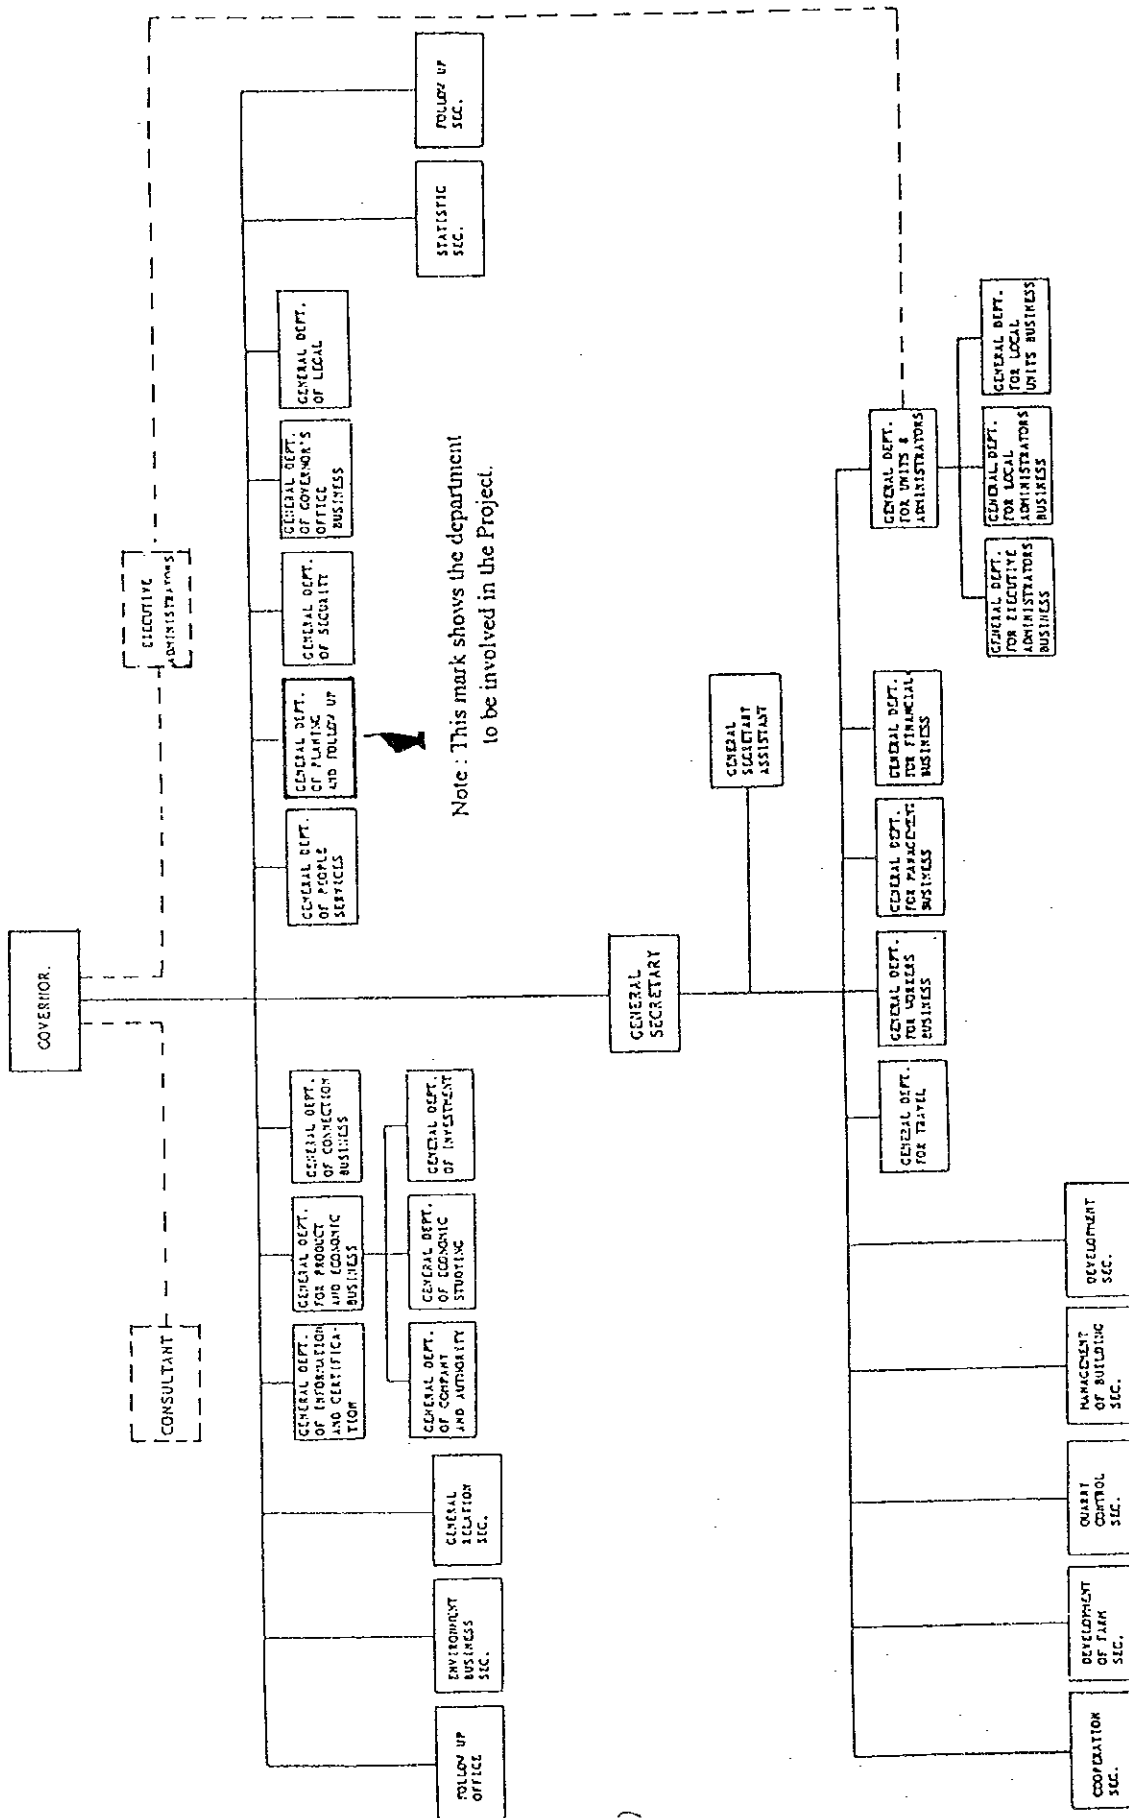 GOVERNOR.
CONSULTANT
EXECUTIVE
ADMINISTRATORS
FOLLOW UP
OFFICE
ENVIRONMENT
BUSINESS
SEC.
GENERAL
RELATION
SEC.
GENERAL DEPT.
OF INFORMATION
AND CERTIFICA-
TION
GENERAL DEPT.
FOR PRODUCT
AND ECONOMIC
BUSINESS
GENERAL DEPT.
OF CONNECTION
BUSINESS
GENERAL DEPT.
OF PEOPLE
SERVICES
GENERAL DEPT.
OF PLANING
AND FOLLOW UP
GENERAL DEPT.
OF SECURITY
GENERAL DEPT.
OF GOVERNOR'S
OFFICE
BUSINESS
GENERAL DEPT.
OF LEGAL
STATISTIC
SEC.
FOLLOW UP
SEC.
GENERAL DEPT.
OF COMPANY
AND AUTHORITY
GENERAL DEPT.
OF ECONOMIC
STUDYING
GENERAL DEPT.
OF INVESTMENT
Note : This mark shows the department
to be involved in the Project.
GENERAL
SECRETARY
GENERAL
SECRETARY
ASSISTANT
COOPERATION
SEC.
DEVELOPMENT
OF FARM
SEC.
QUARRY
CONTROL
SEC.
MANAGEMENT
OF BUILDING
SEC.
DEVELOPMENT
SEC.
GENERAL DEPT.
FOR TRAVEL
GENERAL DEPT.
FOR WORKERS
BUSINESS
GENERAL DEPT.
FOR MANAGEMENT
BUSINESS
GENERAL DEPT.
FOR FINANCIAL
BUSINESS
GENERAL DEPT.
FOR UNITS &
ADMINISTRATORS
GENERAL DEPT.
FOR EXECUTIVE
ADMINISTRATORS
BUSINESS
GENERAL DEPT.
FOR LOCAL
ADMINISTRATORS
BUSINESS
GENERAL DEPT.
FOR LOCAL
UNITS BUSINESS